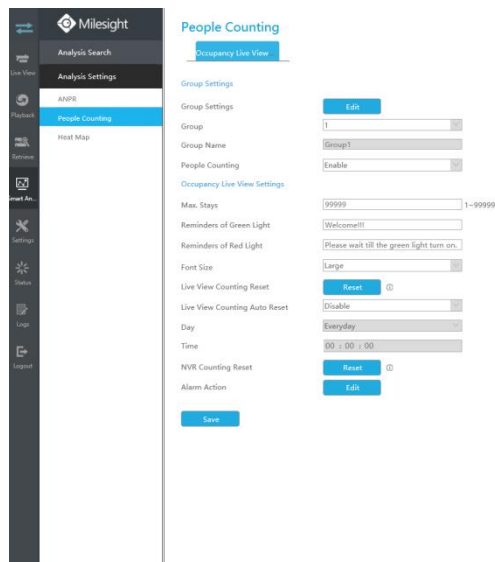 Milesight
Live View
Playback
Retrieve
Smart An...
Settings
Status
Logs
Logout
Analysis Search
Analysis Settings
ANPR
People Counting
Heat Map
People Counting
Occupancy Live View
Group Settings
Group Settings Edit
Group 1
Group Name Group1
People Counting Enable
Occupancy Live View Settings
Max. Stays 99999 1~99999
Reminders of Green Light Welcome!!!
Reminders of Red Light Please wait till the green light turn on.
Font Size Large
Live View Counting Reset Reset
Live View Counting Auto Reset Disable
Day Everyday
Time 00 : 00 : 00
NVR Counting Reset Reset
Alarm Action Edit
Save